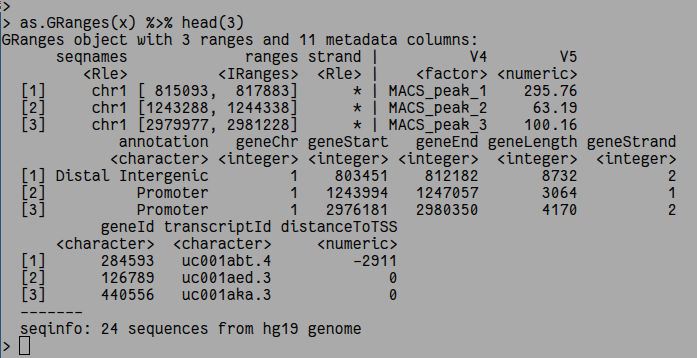 >
> as.GRanges(x) %>% head(3)
GRanges object with 3 ranges and 11 metadata columns:
      seqnames             ranges strand |          V4        V5
         <Rle>          <IRanges>  <Rle> |    <factor> <numeric>
  [1]     chr1 [ 815093,  817883]      * | MACS_peak_1    295.76
  [2]     chr1 [1243288, 1244338]      * | MACS_peak_2     63.19
  [3]     chr1 [2979977, 2981228]      * | MACS_peak_3    100.16
             annotation   geneChr geneStart   geneEnd geneLength geneStrand
            <character> <integer> <integer> <integer>  <integer>  <integer>
  [1] Distal Intergenic         1    803451    812182       8732          2
  [2]          Promoter         1   1243994   1247057       3064          1
  [3]          Promoter         1   2976181   2980350       4170          2
           geneId transcriptId distanceToTSS
      <character>  <character>     <numeric>
  [1]      284593   uc001abt.4         -2911
  [2]      126789   uc001aed.3             0
  [3]      440556   uc001aka.3             0
  -------
  seqinfo: 24 sequences from hg19 genome
>